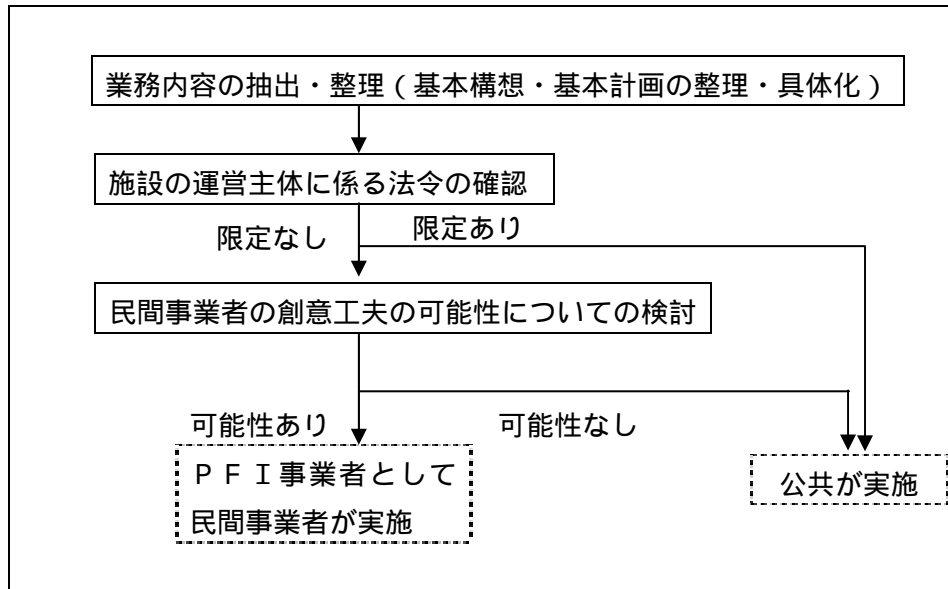 業務内容の抽出・整理（基本構想・基本計画の整理・具体化）
施設の運営主体に係る法令の確認
限定なし
限定あり
民間事業者の創意工夫の可能性についての検討
可能性あり
可能性なし
ＰＦＩ事業者として
民間事業者が実施
公共が実施